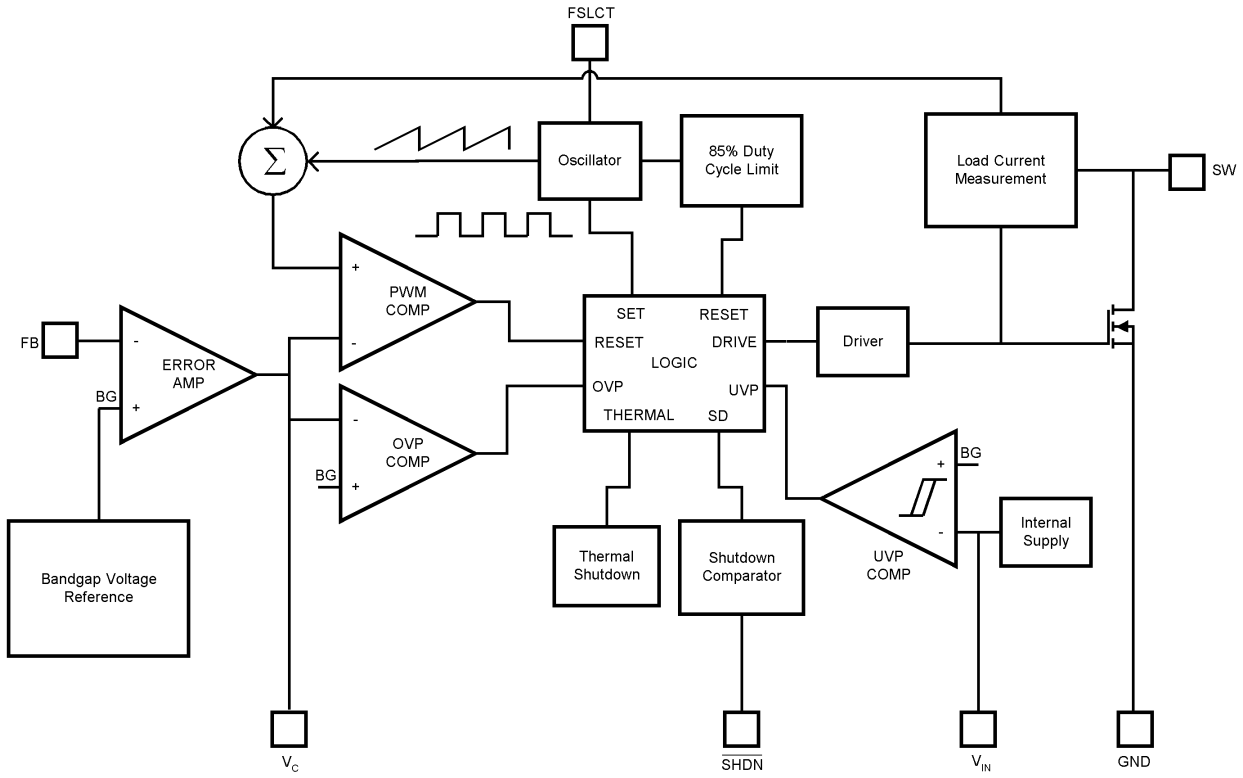 FSLCT
Σ
Oscillator
85% Duty
Cycle Limit
Load Current
Measurement
SW
+
PWM
COMP
-
SET
RESET
RESET
DRIVE
LOGIC
OVP
UVP
THERMAL
SD
Driver
FB
-
ERROR
AMP
BG
+
-
OVP
COMP
BG
+
+
BG
-
UVP
COMP
Internal
Supply
Bandgap Voltage
Reference
Thermal
Shutdown
Shutdown
Comparator
VC
SHDN
VIN
GND